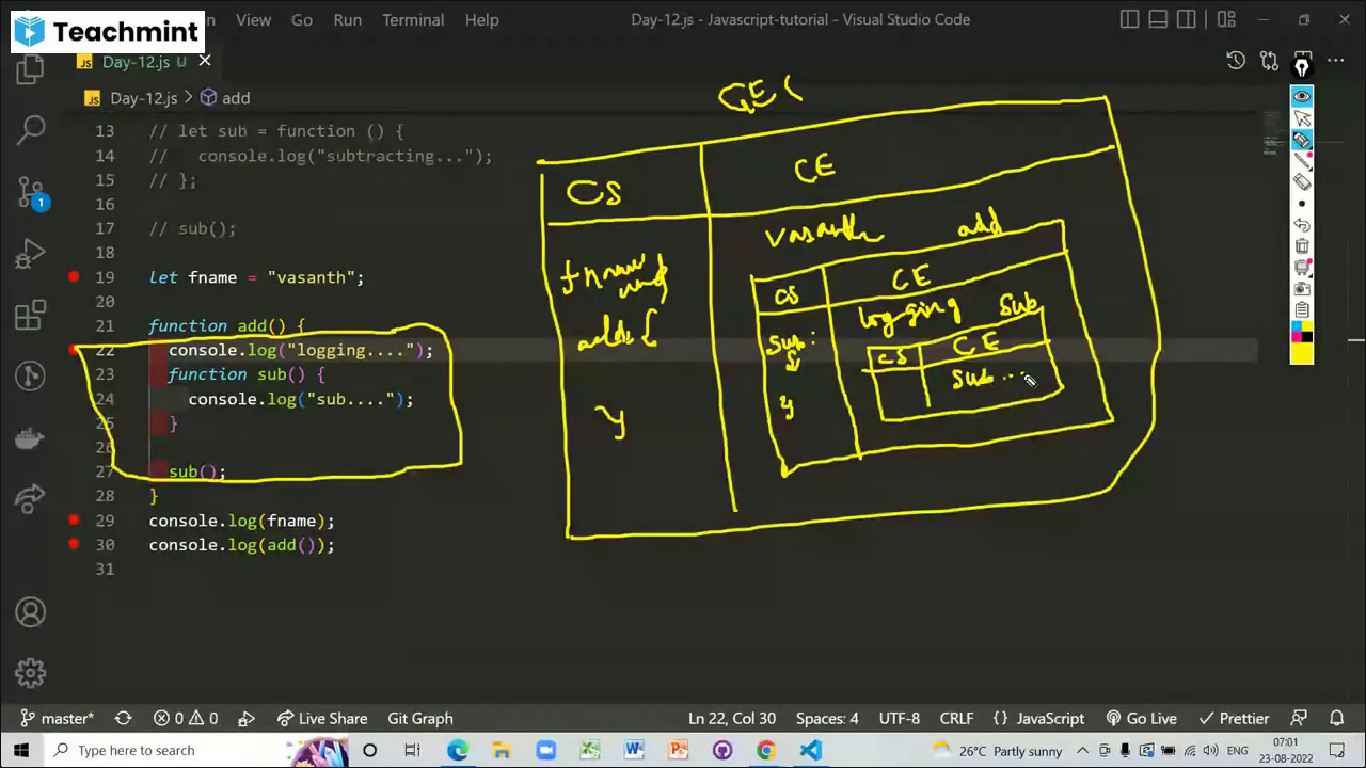 Teachmint
View Go Run Terminal Help
Day-12.js - Javascript-tutorial - Visual Studio Code
JS Day-12.js U
JS Day-12.js > add
13 // let sub = function () {
14 //   console.log("subtracting...");
15 // };
16
17 // sub();
18
19 let fname = "vasanth";
20
21 function add() {
22   console.log("logging....");
23   function sub() {
24     console.log("sub....");
25   }
26
27   sub();
28 }
29 console.log(fname);
30 console.log(add());
31
1
GEC
CS CE
vasanth add
CS CE
logging sub
sub:
CS CE
sub...
master* 0 0 Live Share Git Graph
Ln 22, Col 30 Spaces: 4 UTF-8 CRLF {} JavaScript Go Live Prettier
Type here to search
26°C Partly sunny ENG 07:01
23-08-2022